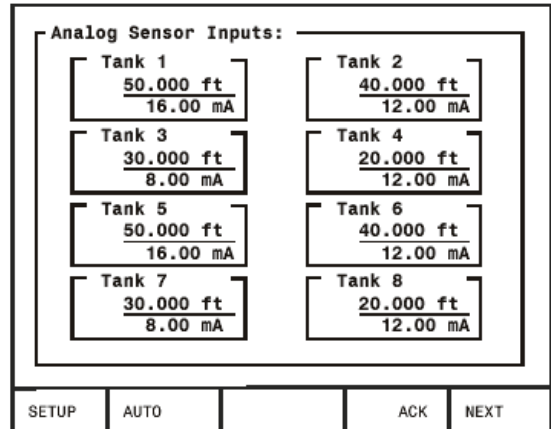 Analog Sensor Inputs:
Tank 1
50.000 ft
16.00 mA
Tank 2
40.000 ft
12.00 mA
Tank 3
30.000 ft
8.00 mA
Tank 4
20.000 ft
12.00 mA
Tank 5
50.000 ft
16.00 mA
Tank 6
40.000 ft
12.00 mA
Tank 7
30.000 ft
8.00 mA
Tank 8
20.000 ft
12.00 mA
SETUP AUTO ACK NEXT